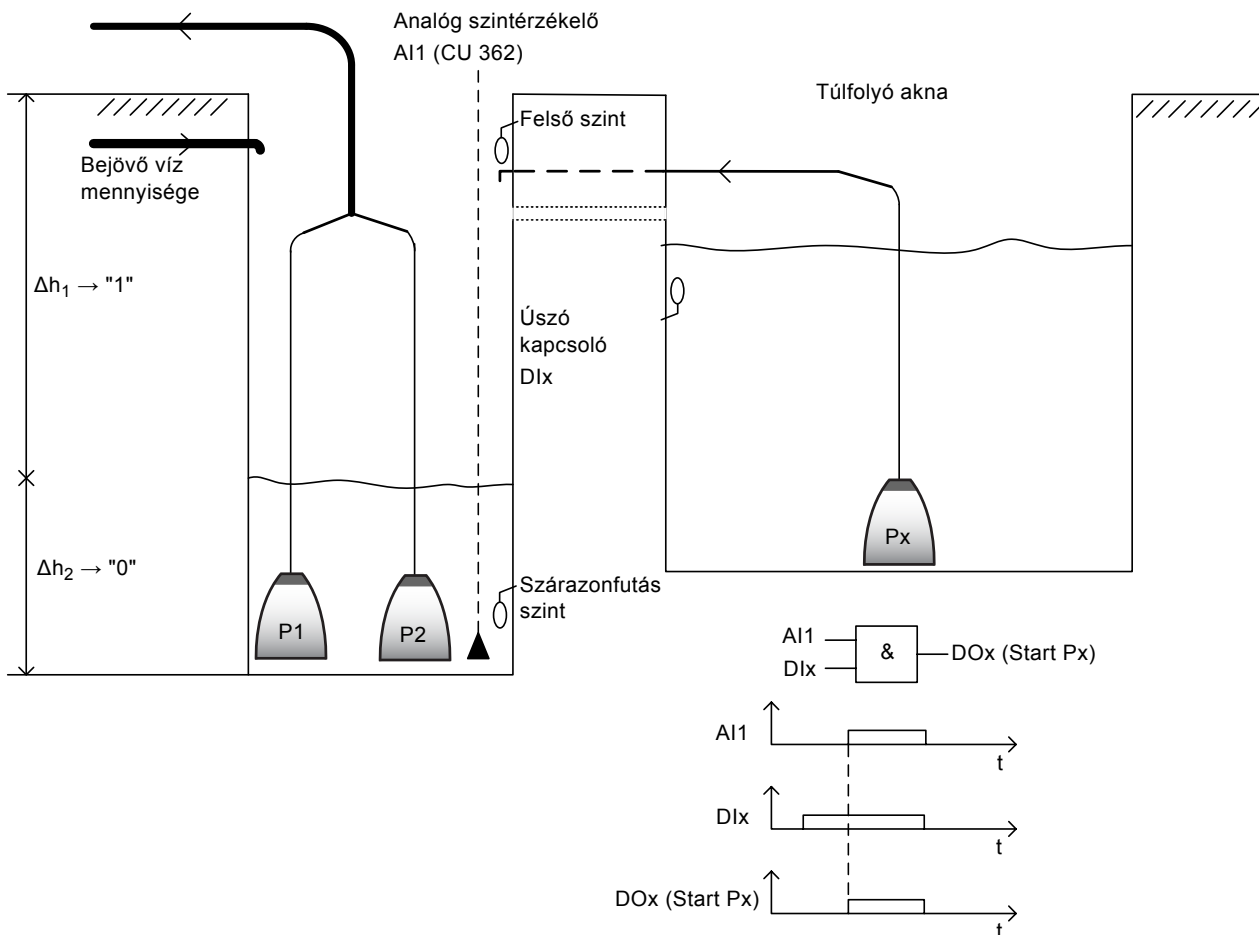 Analóg szintérzékelő
AI1 (CU 362)
Túlfolyó akna
Felső szint
Bejövő víz
mennyisége
Δh₁ → "1"
Úszó
kapcsoló
DIx
Px
Δh₂ → "0"
Szárazonfutás
szint
P1
P2
AI1
DIx
&
DOx (Start Px)
AI1
t
DIx
t
DOx (Start Px)
t